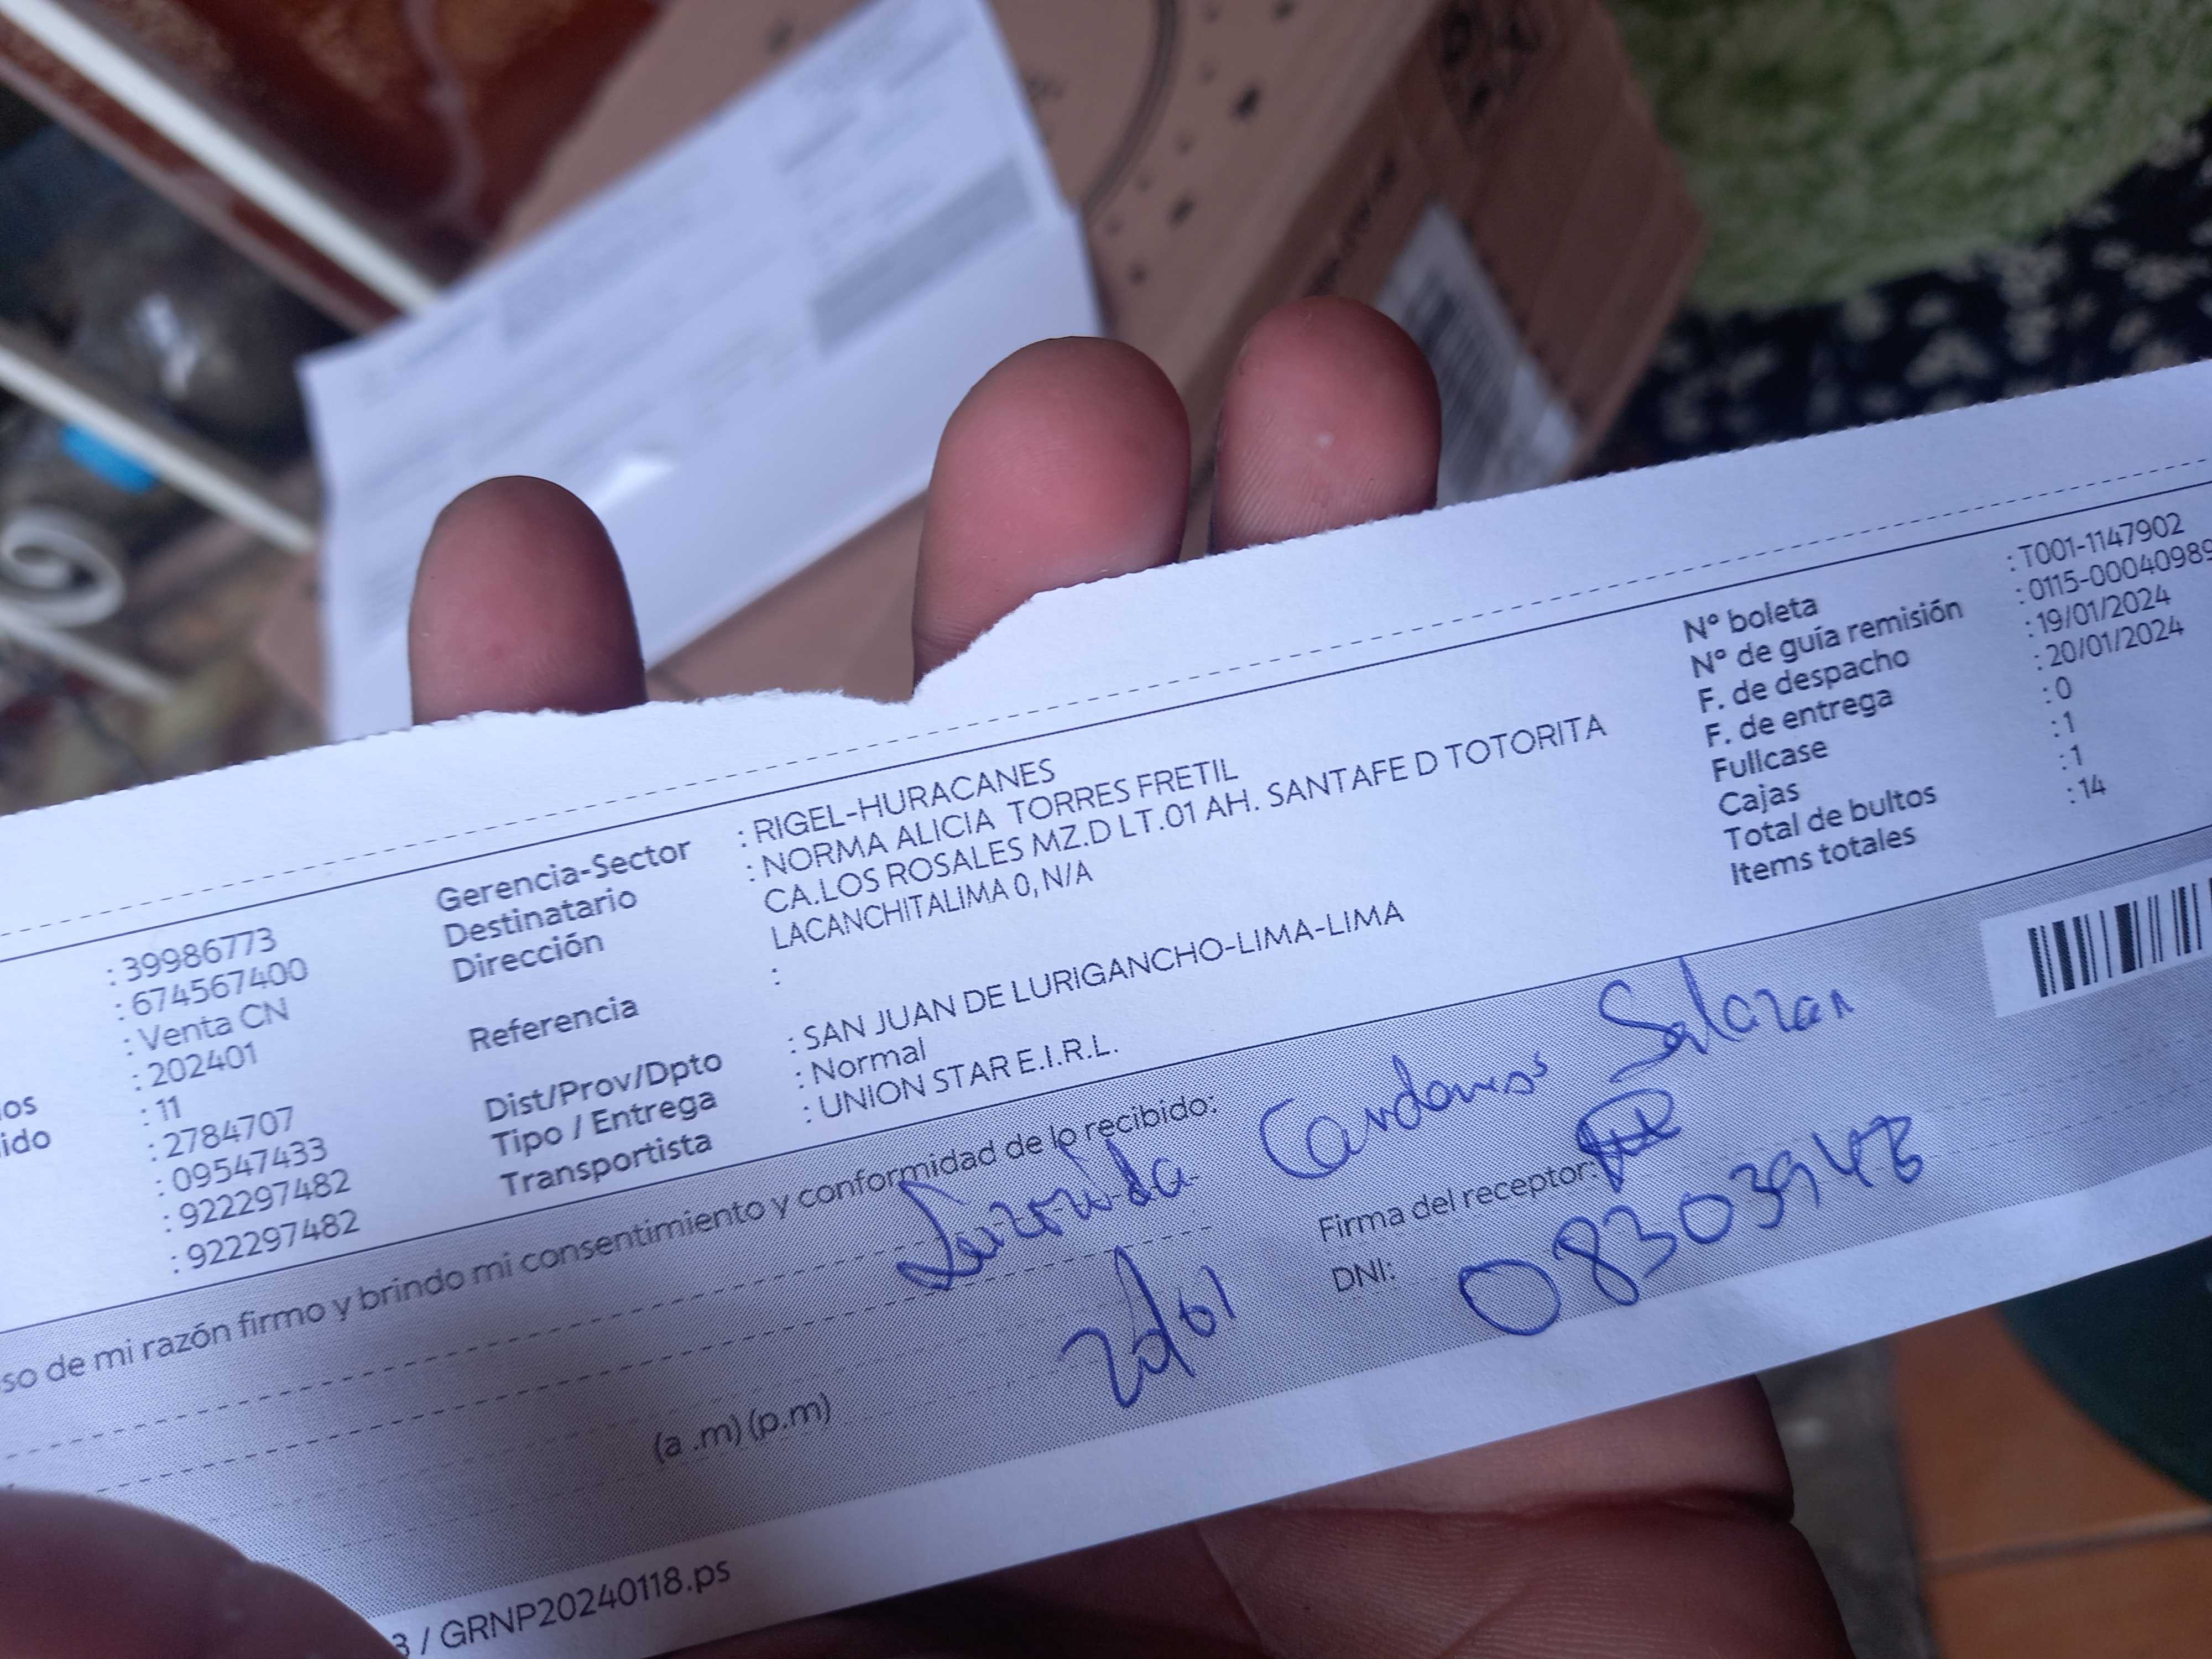 : 39986773
: 674567400
: Venta CN
: 202401
os : 11
ido : 2784707
: 09547433
: 922297482
: 922297482
Gerencia-Sector : RIGEL-HURACANES
Destinatario : NORMA ALICIA TORRES FRETIL
Dirección CA.LOS ROSALES MZ.D LT.01 AH. SANTAFE D TOTORITA
LACANCHITALIMA 0, N/A
Referencia :
Dist/Prov/Dpto : SAN JUAN DE LURIGANCHO-LIMA-LIMA
Tipo / Entrega : Normal
Transportista : UNION STAR E.I.R.L.
Nº boleta : T001-1147902
Nº de guía remisión : 0115-00040989
F. de despacho : 19/01/2024
F. de entrega : 20/01/2024
Fullcase : 0
Cajas : 1
Total de bultos : 1
Items totales : 14
so de mi razón firmo y brindo mi consentimiento y conformidad de lo recibido:
Salazar
Firma del receptor:
DNI: 08303948
20/01
(a .m) (p.m)
3 / GRNP20240118.ps